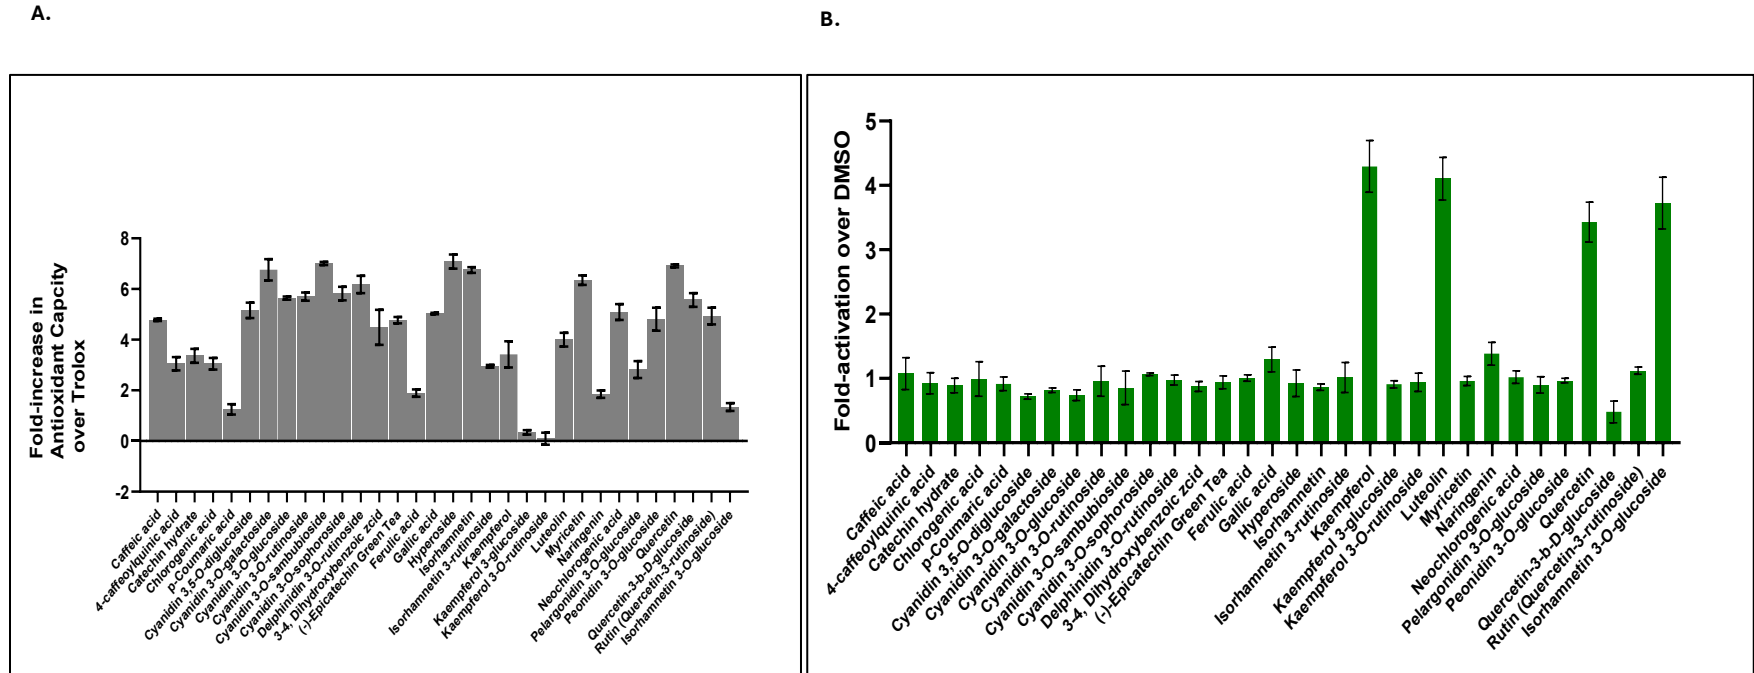 A.
B.
Fold-increase in
Antioxidant Capcity
over Trolox
8
6
4
2
0
-2
Caffeic acid
4-caffeoylquinic acid
Catechin hydrate
Chlorogenic acid
p-Coumaric acid
Cyanidin 3,5-O-diglucoside
Cyanidin 3-O-galactoside
Cyanidin 3-O-glucoside
Cyanidin 3-O-rutinoside
Cyanidin 3-O-sambubioside
Cyanidin 3-O-sophoroside
Delphinidin 3-O-rutinoside
3-4, Dihydroxybenzoic zcid
(-)-Epicatechin Green Tea
Ferulic acid
Gallic acid
Hyperoside
Isorhamnetin
Isorhamnetin 3-rutinoside
Kaempferol
Kaempferol 3-glucoside
Kaempferol 3-O-rutinoside
Luteolin
Myricetin
Naringenin
Neochlorogenic acid
Pelargonidin 3-O-glucoside
Peonidin 3-O-glucoside
Quercetin
Quercetin-3-b-D-glucoside
Rutin (Quercetin-3-rutinoside)
Isorhamnetin 3-O-glucoside
Fold-activation over DMSO
5
4
3
2
1
0
Caffeic acid
4-caffeoylquinic acid
Catechin hydrate
Chlorogenic acid
p-Coumaric acid
Cyanidin 3,5-O-diglucoside
Cyanidin 3-O-galactoside
Cyanidin 3-O-glucoside
Cyanidin 3-O-rutinoside
Cyanidin 3-O-sambubioside
Cyanidin 3-O-sophoroside
Delphinidin 3-O-rutinoside
3-4, Dihydroxybenzoic zcid
(-)-Epicatechin Green Tea
Ferulic acid
Gallic acid
Hyperoside
Isorhamnetin
Isorhamnetin 3-rutinoside
Kaempferol
Kaempferol 3-glucoside
Kaempferol 3-O-rutinoside
Luteolin
Myricetin
Naringenin
Neochlorogenic acid
Pelargonidin 3-O-glucoside
Peonidin 3-O-glucoside
Quercetin
Quercetin-3-b-D-glucoside
Rutin (Quercetin-3-rutinoside)
Isorhamnetin 3-O-glucoside